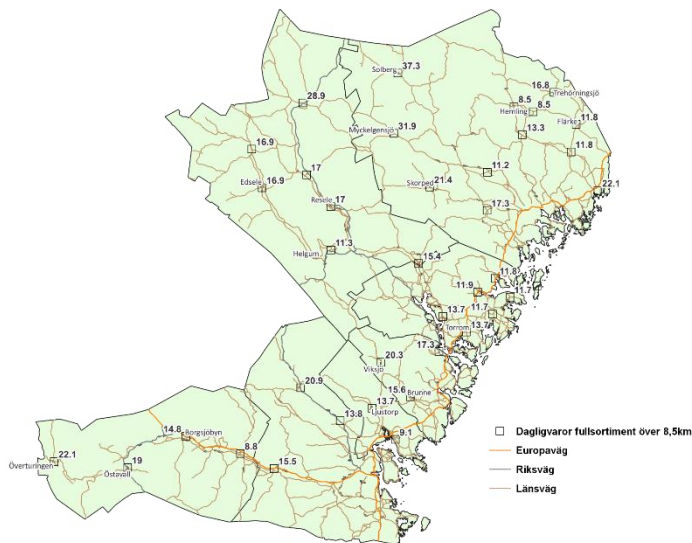 Solberg 37.3
16.8
Trehörningsjö
28.9
8.5
Hemling 8.5
11.8
Flärke
Myckelgensjö 31.9
13.3
16.9
11.8
17
11.2
Edsele 16.9
Skorped 21.4
22.1
Resele 17
17.3
Helgum 11.3
15.4
11.8
11.9
11.7
11.7
13.7
Torrom 13.7
17.3
20.3
Viksjö
20.9
15.6
Brunne
13.7
Ljustorp
13.8
14.8
Borgsjöbyn
9.1
8.8
22.1
Överturingen
19
Östavall
15.5
Dagligvaror fullsortiment över 8,5km
Europaväg
Riksväg
Länsväg